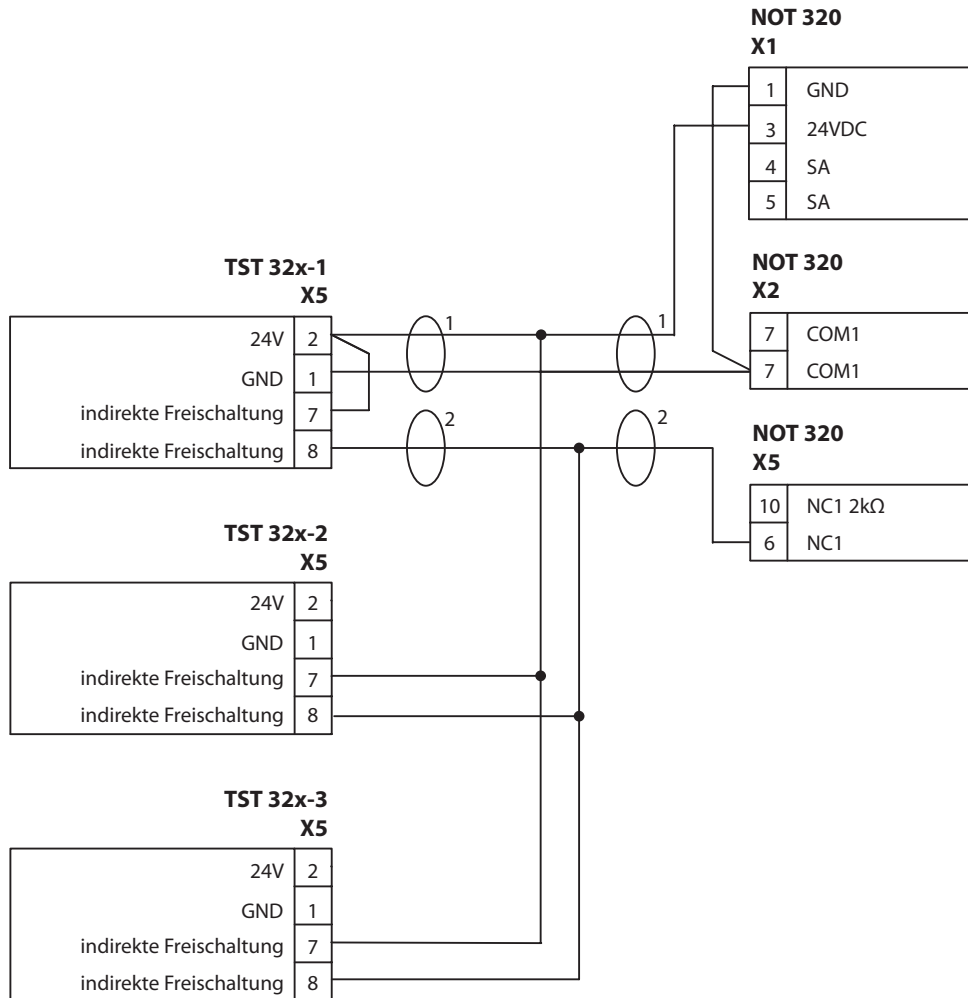 NOT 320
X1
1 GND
3 24VDC
4 SA
5 SA
NOT 320
X2
7 COM1
7 COM1
NOT 320
X5
10 NC1 2kΩ
6 NC1
TST 32x-1
X5
24V 2
GND 1
indirekte Freischaltung 7
indirekte Freischaltung 8
1
1
2
2
TST 32x-2
X5
24V 2
GND 1
indirekte Freischaltung 7
indirekte Freischaltung 8
TST 32x-3
X5
24V 2
GND 1
indirekte Freischaltung 7
indirekte Freischaltung 8